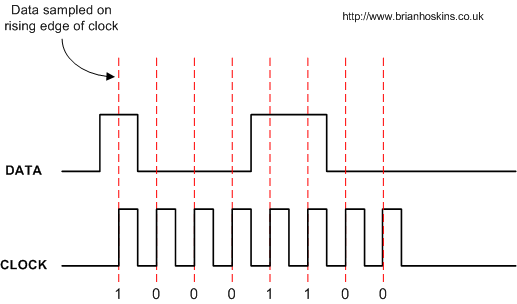 Data sampled on
rising edge of clock
http://www.brianhoskins.co.uk
DATA
CLOCK
1 0 0 0 1 1 0 0